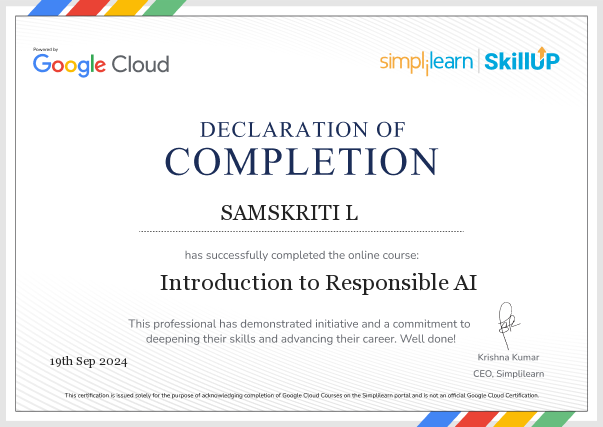 Powered by
Google Cloud
simplilearn | SkillUP
DECLARATION OF
COMPLETION
SAMSKRITI L
has successfully completed the online course:
Introduction to Responsible AI
This professional has demonstrated initiative and a commitment to
deepening their skills and advancing their career. Well done!
19th Sep 2024
Krishna Kumar
CEO, Simplilearn
This certification is issued solely for the purpose of acknowledging completion of Google Cloud Courses on the Simplilearn portal and is not an official Google Cloud Certification.